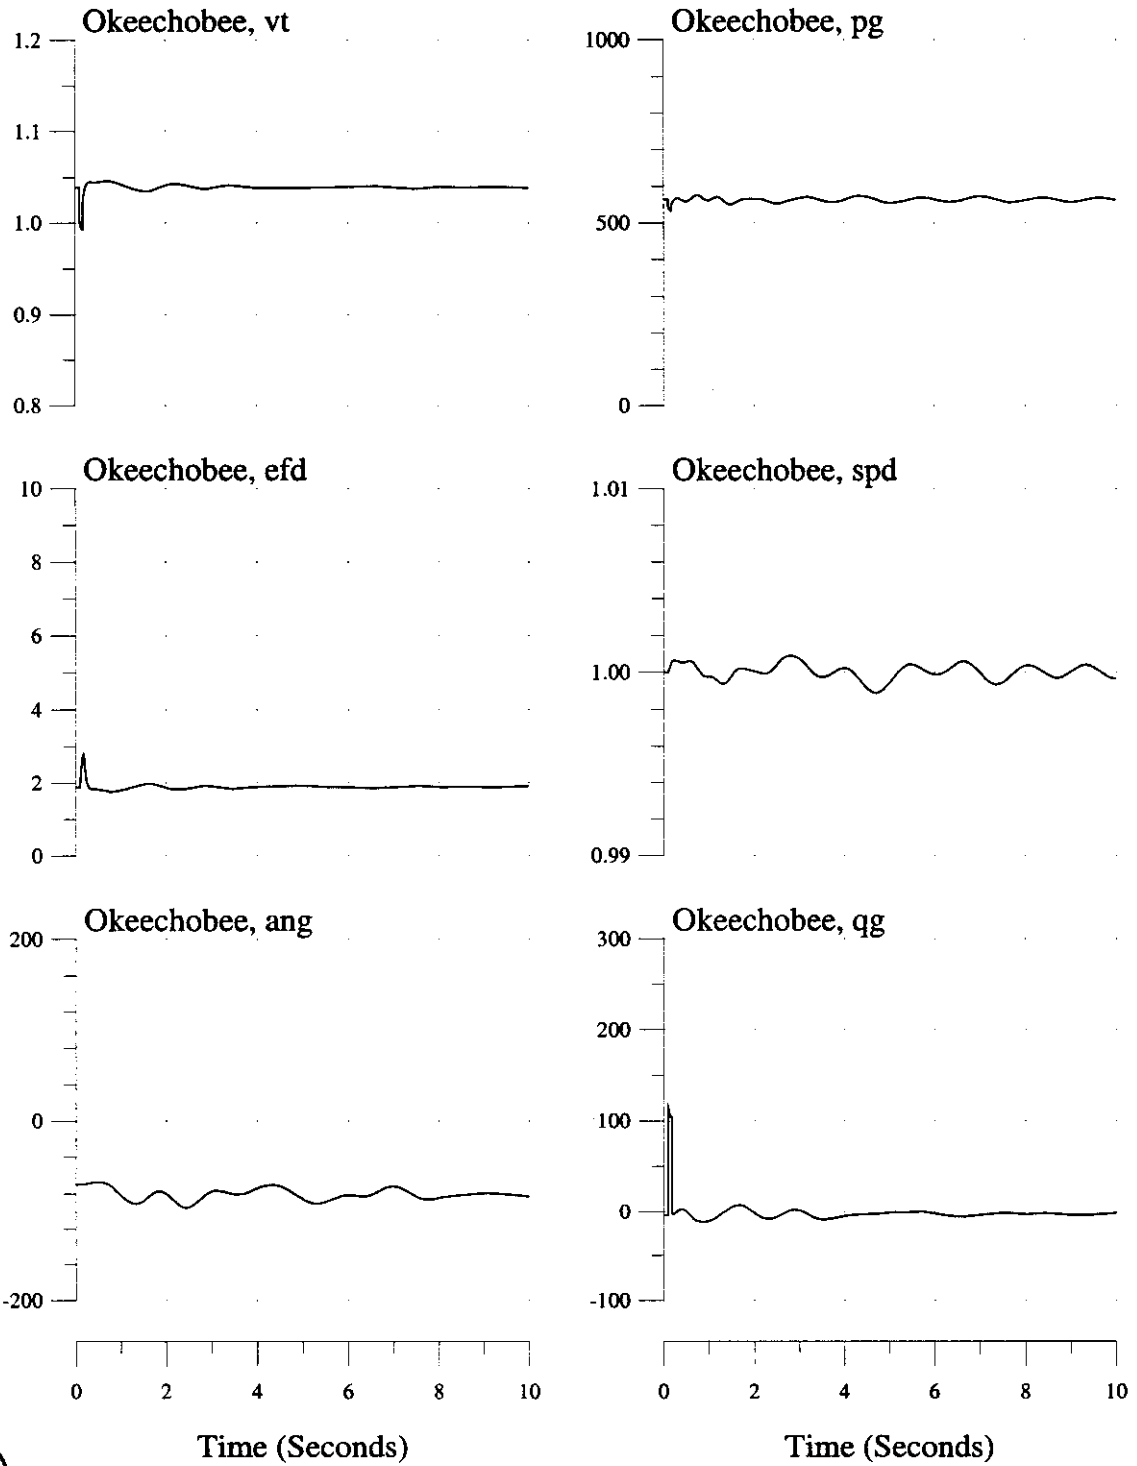 Okeechobee, vt
1.2
1.1
1.0
0.9
0.8
Okeechobee, pg
1000
500
0
Okeechobee, efd
10
8
6
4
2
0
Okeechobee, spd
1.01
1.00
0.99
Okeechobee, ang
200
0
-200
Okeechobee, qg
300
200
100
0
-100
0 2 4 6 8 10
Time (Seconds)
0 2 4 6 8 10
Time (Seconds)